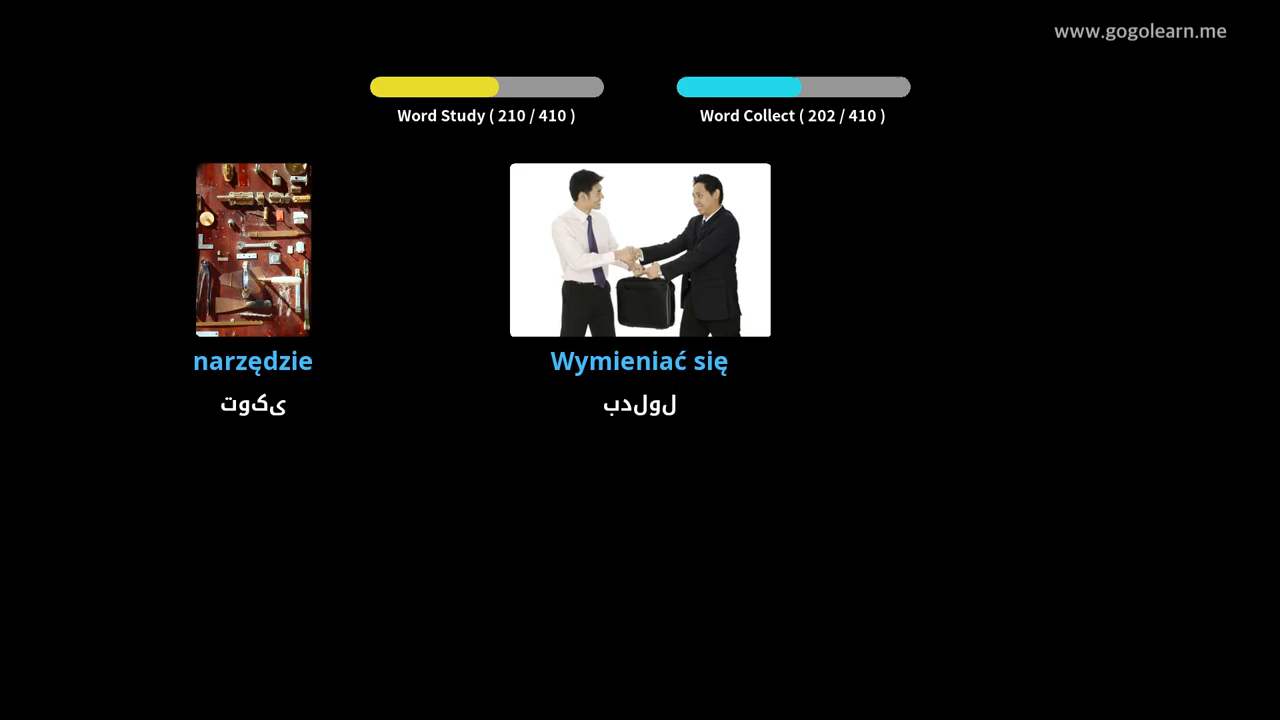 www.gogolearn.me
Word Study ( 210 / 410 )
Word Collect ( 202 / 410 )
narzędzie
Wymieniać się
توکی
بدلول